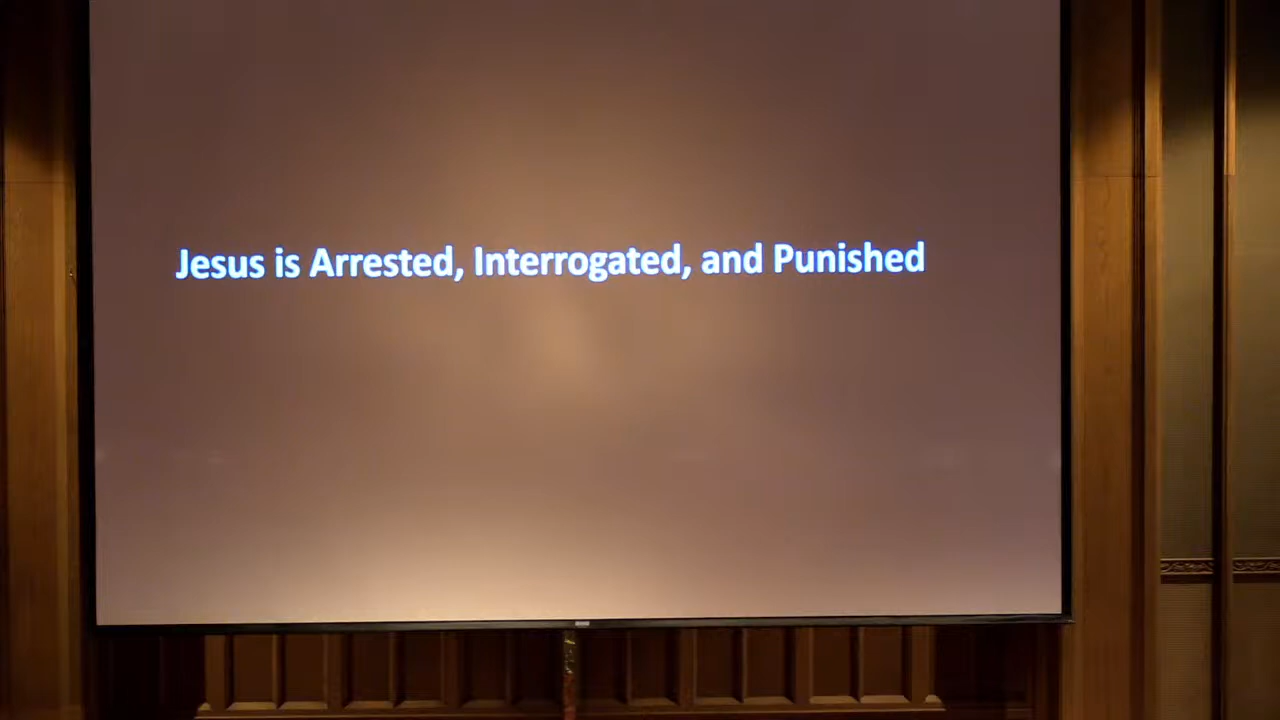 Jesus is Arrested, Interrogated, and Punished